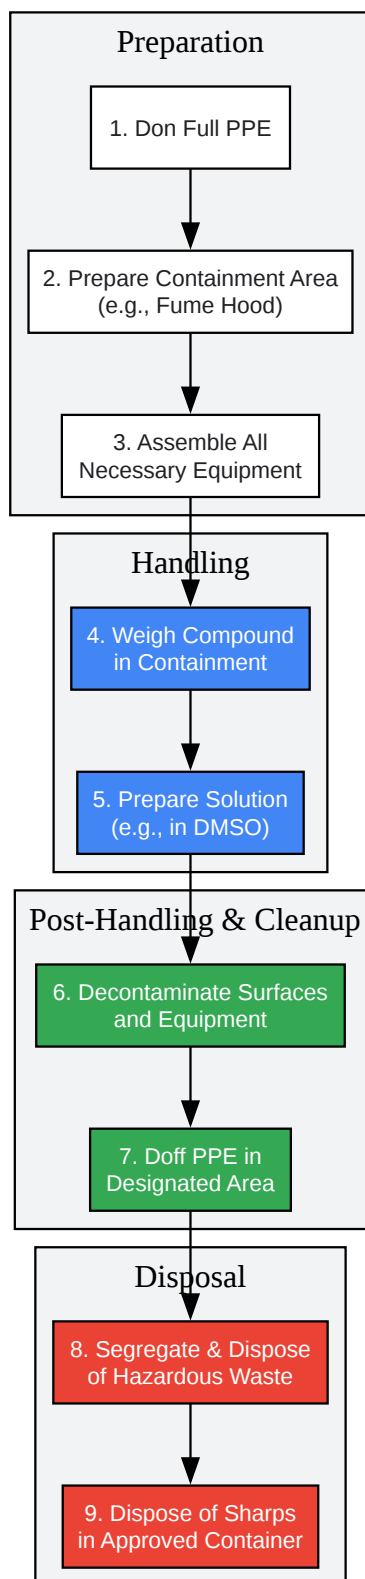 Preparation
1. Don Full PPE
2. Prepare Containment Area
(e.g., Fume Hood)
3. Assemble All
Necessary Equipment
Handling
4. Weigh Compound
in Containment
5. Prepare Solution
(e.g., in DMSO)
Post-Handling & Cleanup
6. Decontaminate Surfaces
and Equipment
7. Doff PPE in
Designated Area
Disposal
8. Segregate & Dispose
of Hazardous Waste
9. Dispose of Sharps
in Approved Container